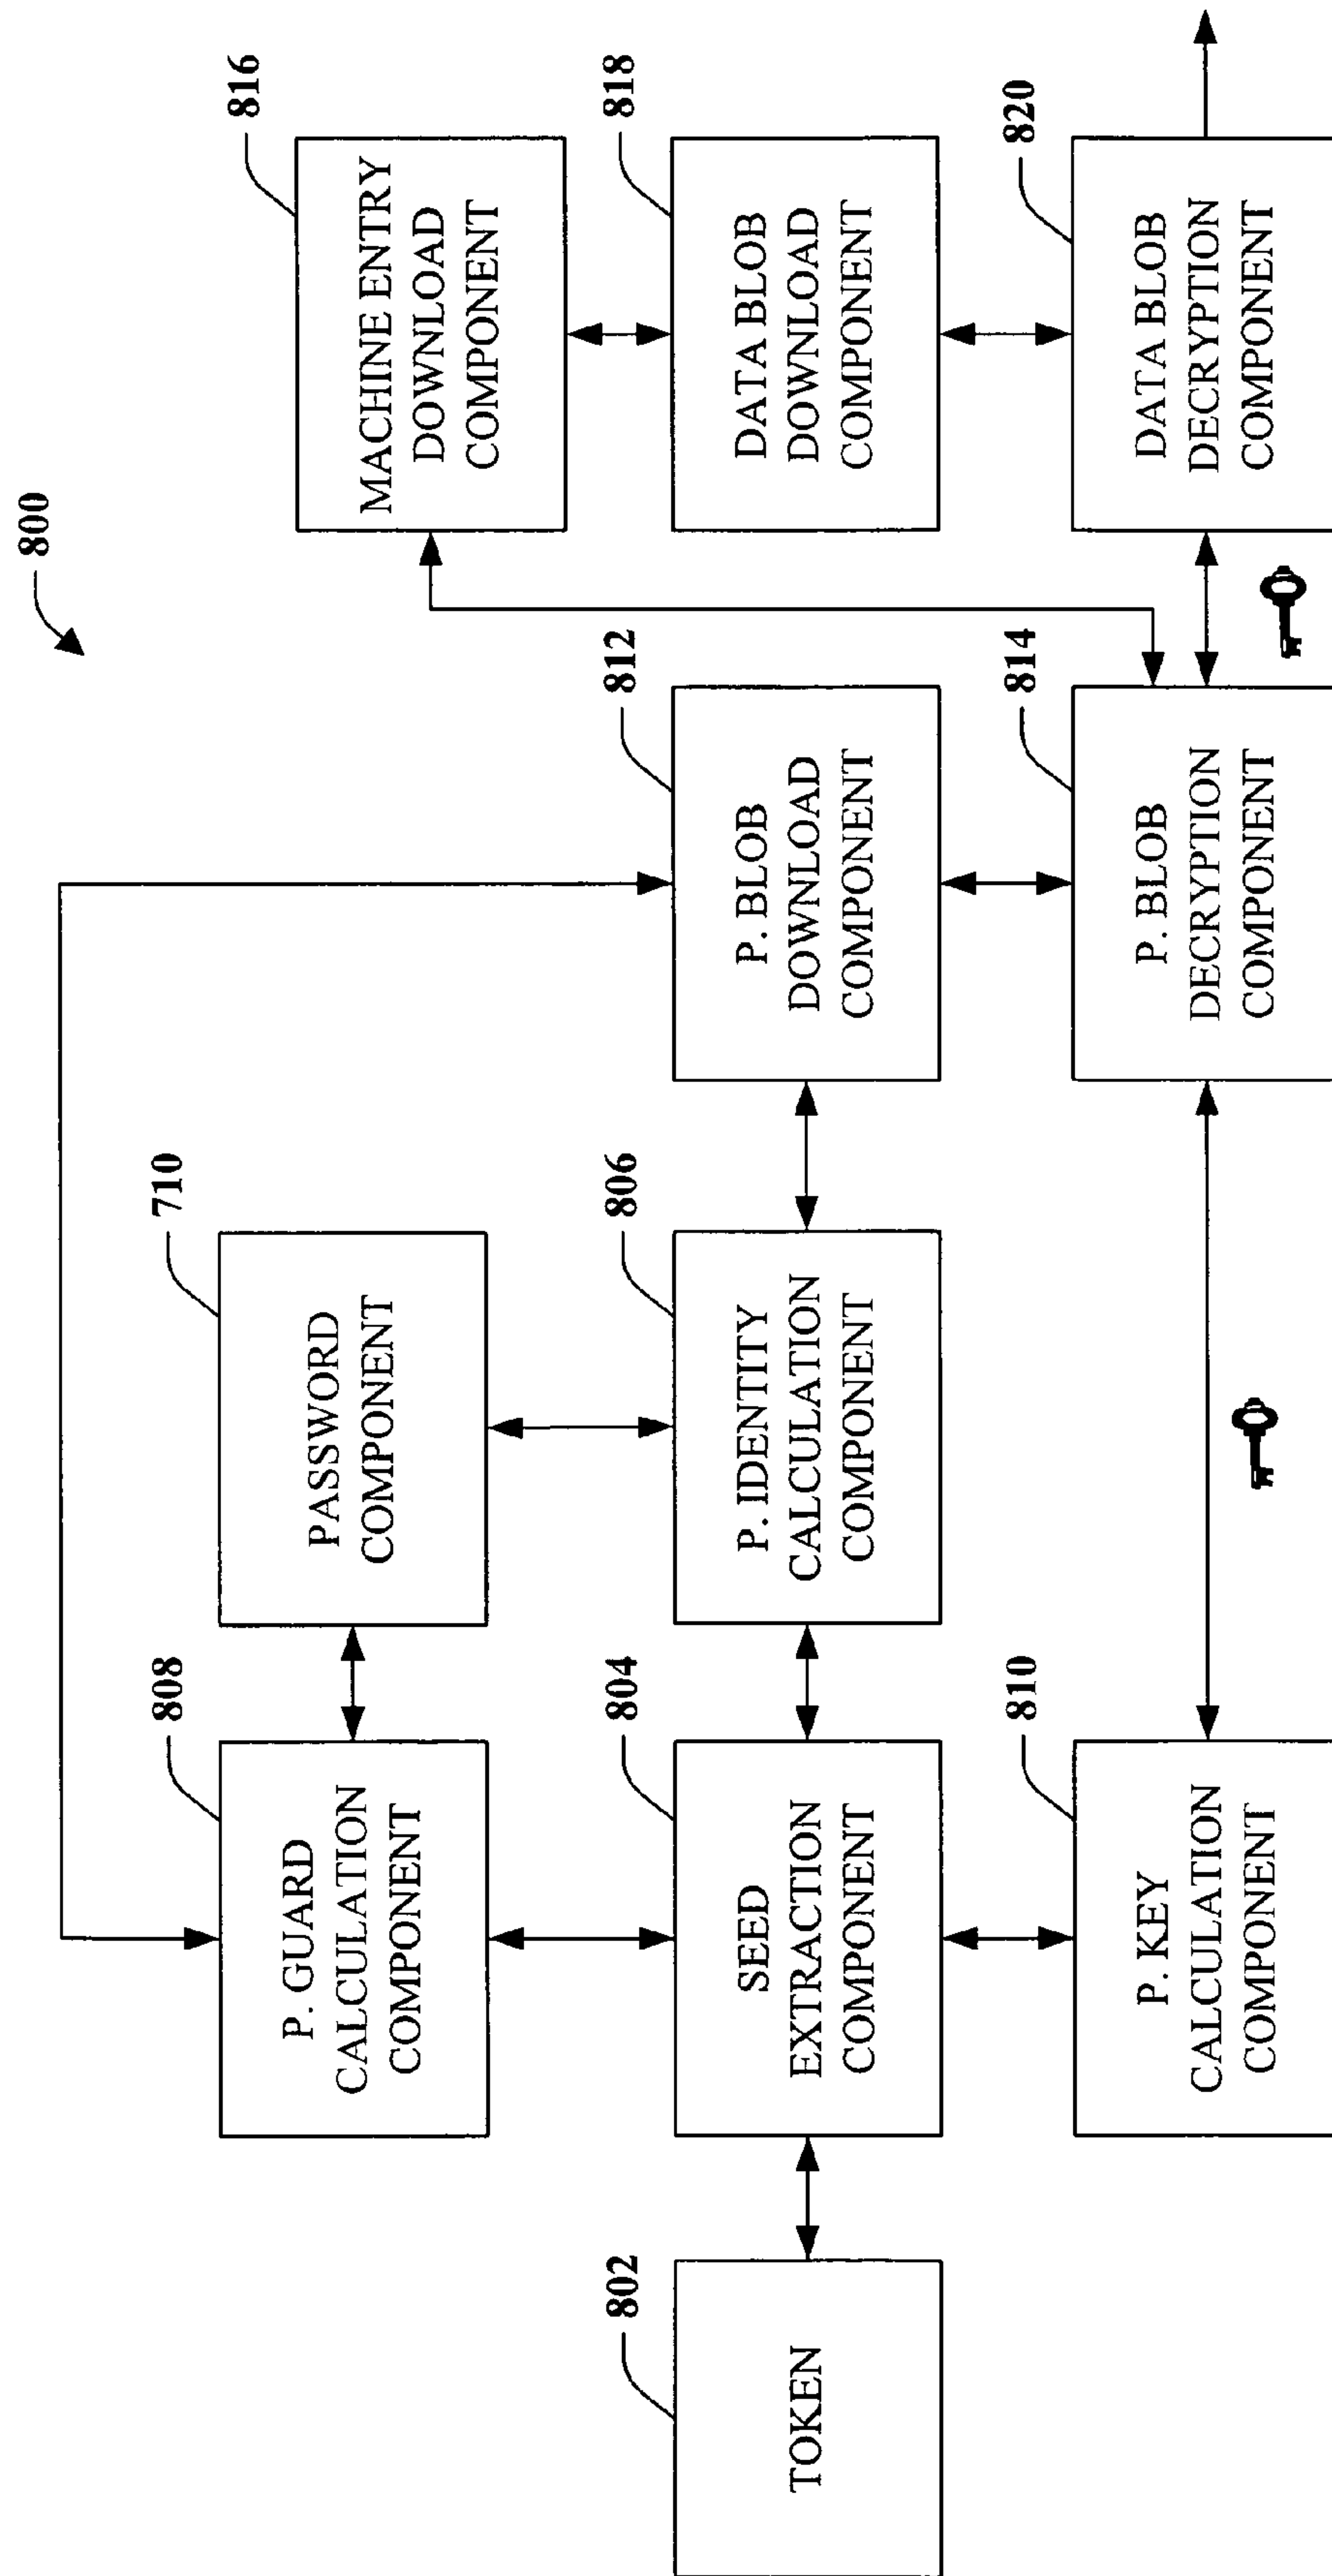 800
816
MACHINE ENTRY
DOWNLOAD
COMPONENT
710
PASSWORD
COMPONENT
808
P. GUARD
CALCULATION
COMPONENT
818
DATA BLOB
DOWNLOAD
COMPONENT
812
P. BLOB
DOWNLOAD
COMPONENT
806
P. IDENTITY
CALCULATION
COMPONENT
804
SEED
EXTRACTION
COMPONENT
802
TOKEN
820
DATA BLOB
DECRYPTION
COMPONENT
814
P. BLOB
DECRYPTION
COMPONENT
810
P. KEY
CALCULATION
COMPONENT